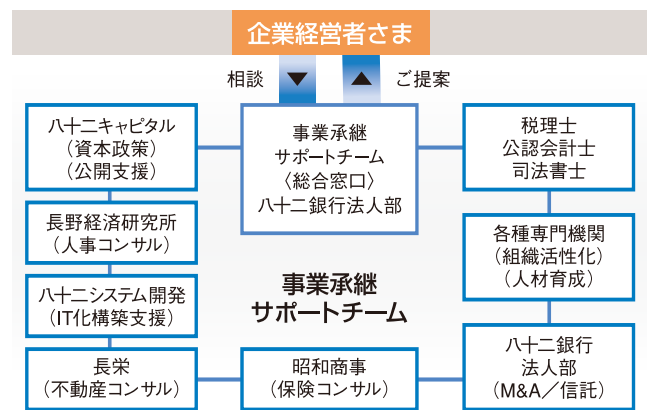 企業経営者さま
相談
▼
▲
ご提案
八十二キャピタル
（資本政策）
（公開支援）
事業承継
サポートチーム
〈総合窓口〉
八十二銀行法人部
税理士
公認会計士
司法書士
長野経済研究所
（人事コンサル）
各種専門機関
（組織活性化）
（人材育成）
八十二システム開発
（IT化構築支援）
事業承継
サポートチーム
長栄
（不動産コンサル）
昭和商事
（保険コンサル）
八十二銀行
法人部
（M&A／信託）